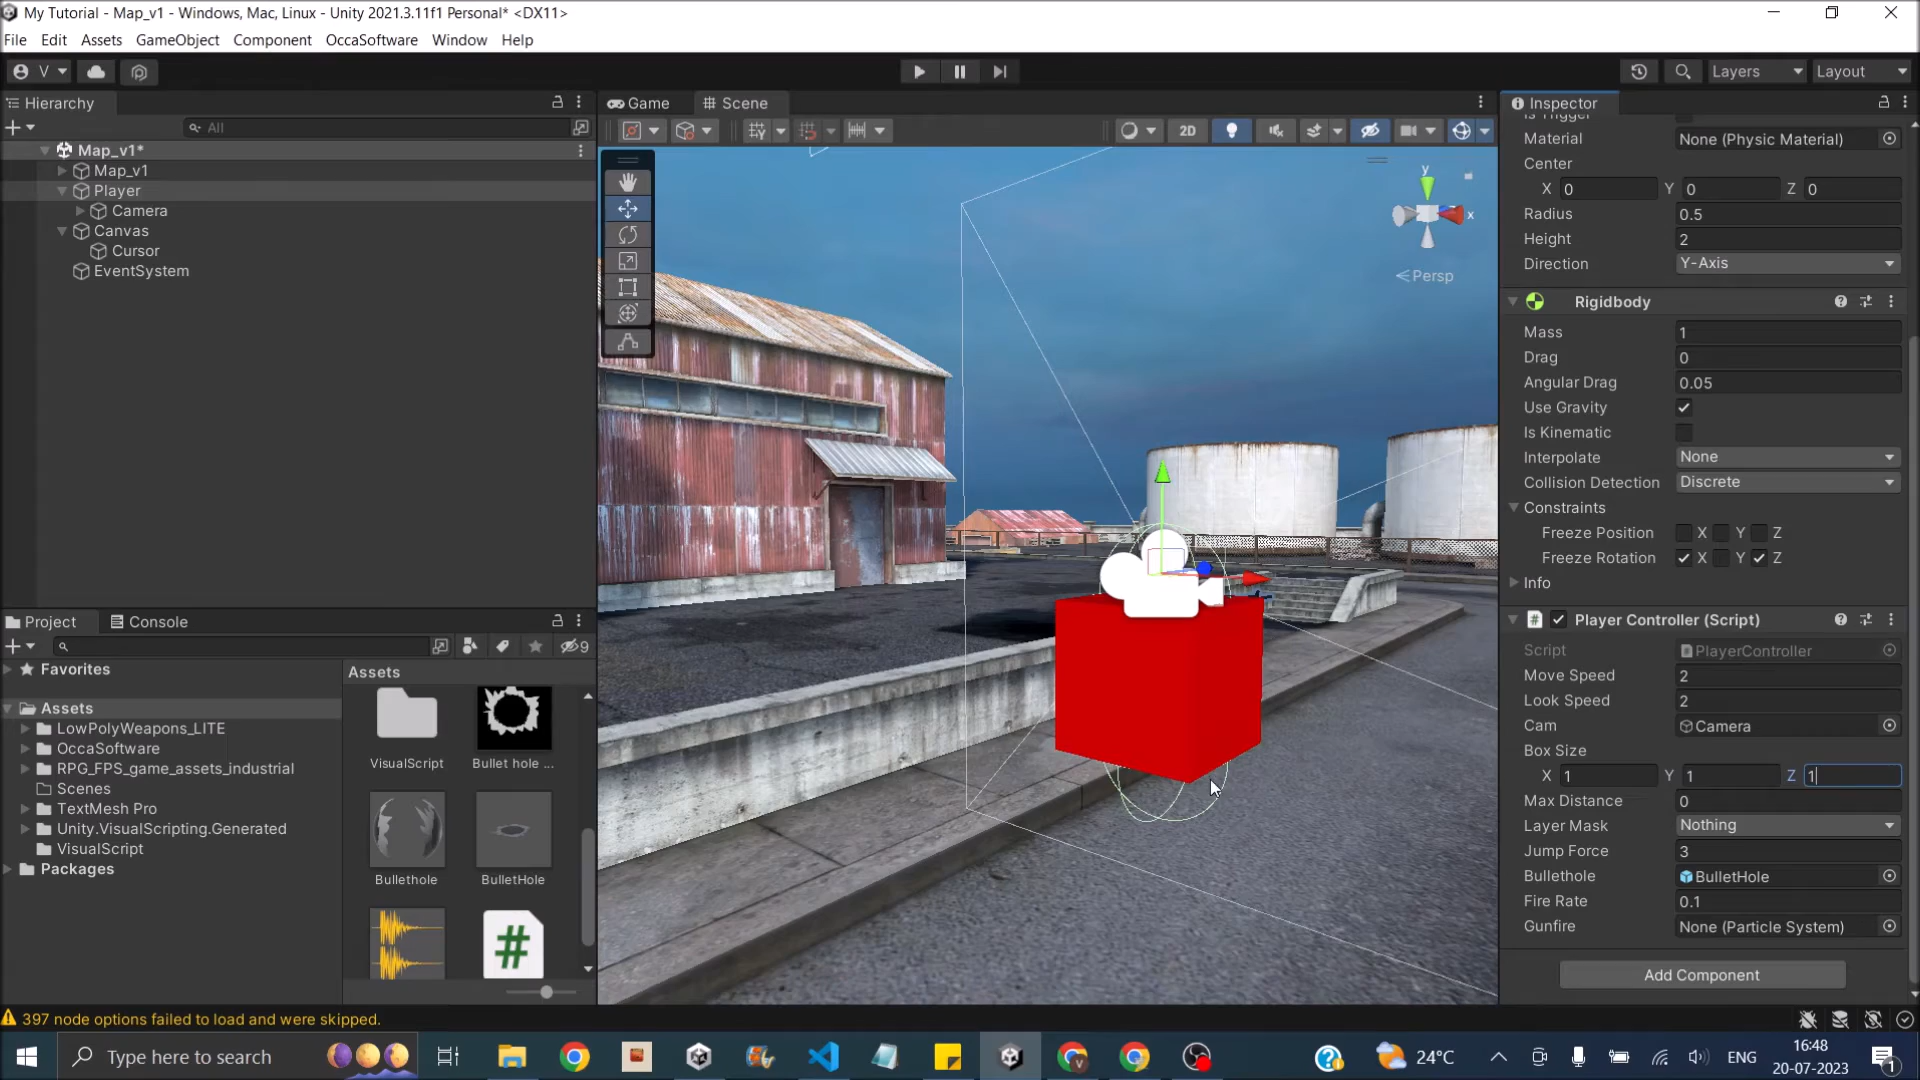 My Tutorial - Map_v1 - Windows, Mac, Linux - Unity 2021.3.11f1 Personal* <DX11>
File Edit Assets GameObject Component OccaSoftware Window Help
V Layers Layout
Hierarchy
All
Map_v1*
Map_v1
Player
Camera
Canvas
Cursor
EventSystem
Game Scene
2D
y
x
Persp
Inspector
Is Trigger
Material None (Physic Material)
Center
X 0 Y 0 Z 0
Radius 0.5
Height 2
Direction Y-Axis
Rigidbody
Mass 1
Drag 0
Angular Drag 0.05
Use Gravity
Is Kinematic
Interpolate None
Collision Detection Discrete
Constraints
Freeze Position X Y Z
Freeze Rotation X Y Z
Info
# Player Controller (Script)
Script PlayerController
Move Speed 2
Look Speed 2
Cam Camera
Box Size
X 1 Y 1 Z 1
Max Distance 0
Layer Mask Nothing
Jump Force 3
Bullethole BulletHole
Fire Rate 0.1
Gunfire None (Particle System)
Add Component
Project Console
9
Favorites
Assets
LowPolyWeapons_LITE
OccaSoftware
RPG_FPS_game_assets_industrial
Scenes
TextMesh Pro
Unity.VisualScripting.Generated
VisualScript
Packages
Assets
VisualScript Bullet hole ...
Bullethole BulletHole
#
397 node options failed to load and were skipped.
Type here to search
24°C
ENG
16:48
20-07-2023
1